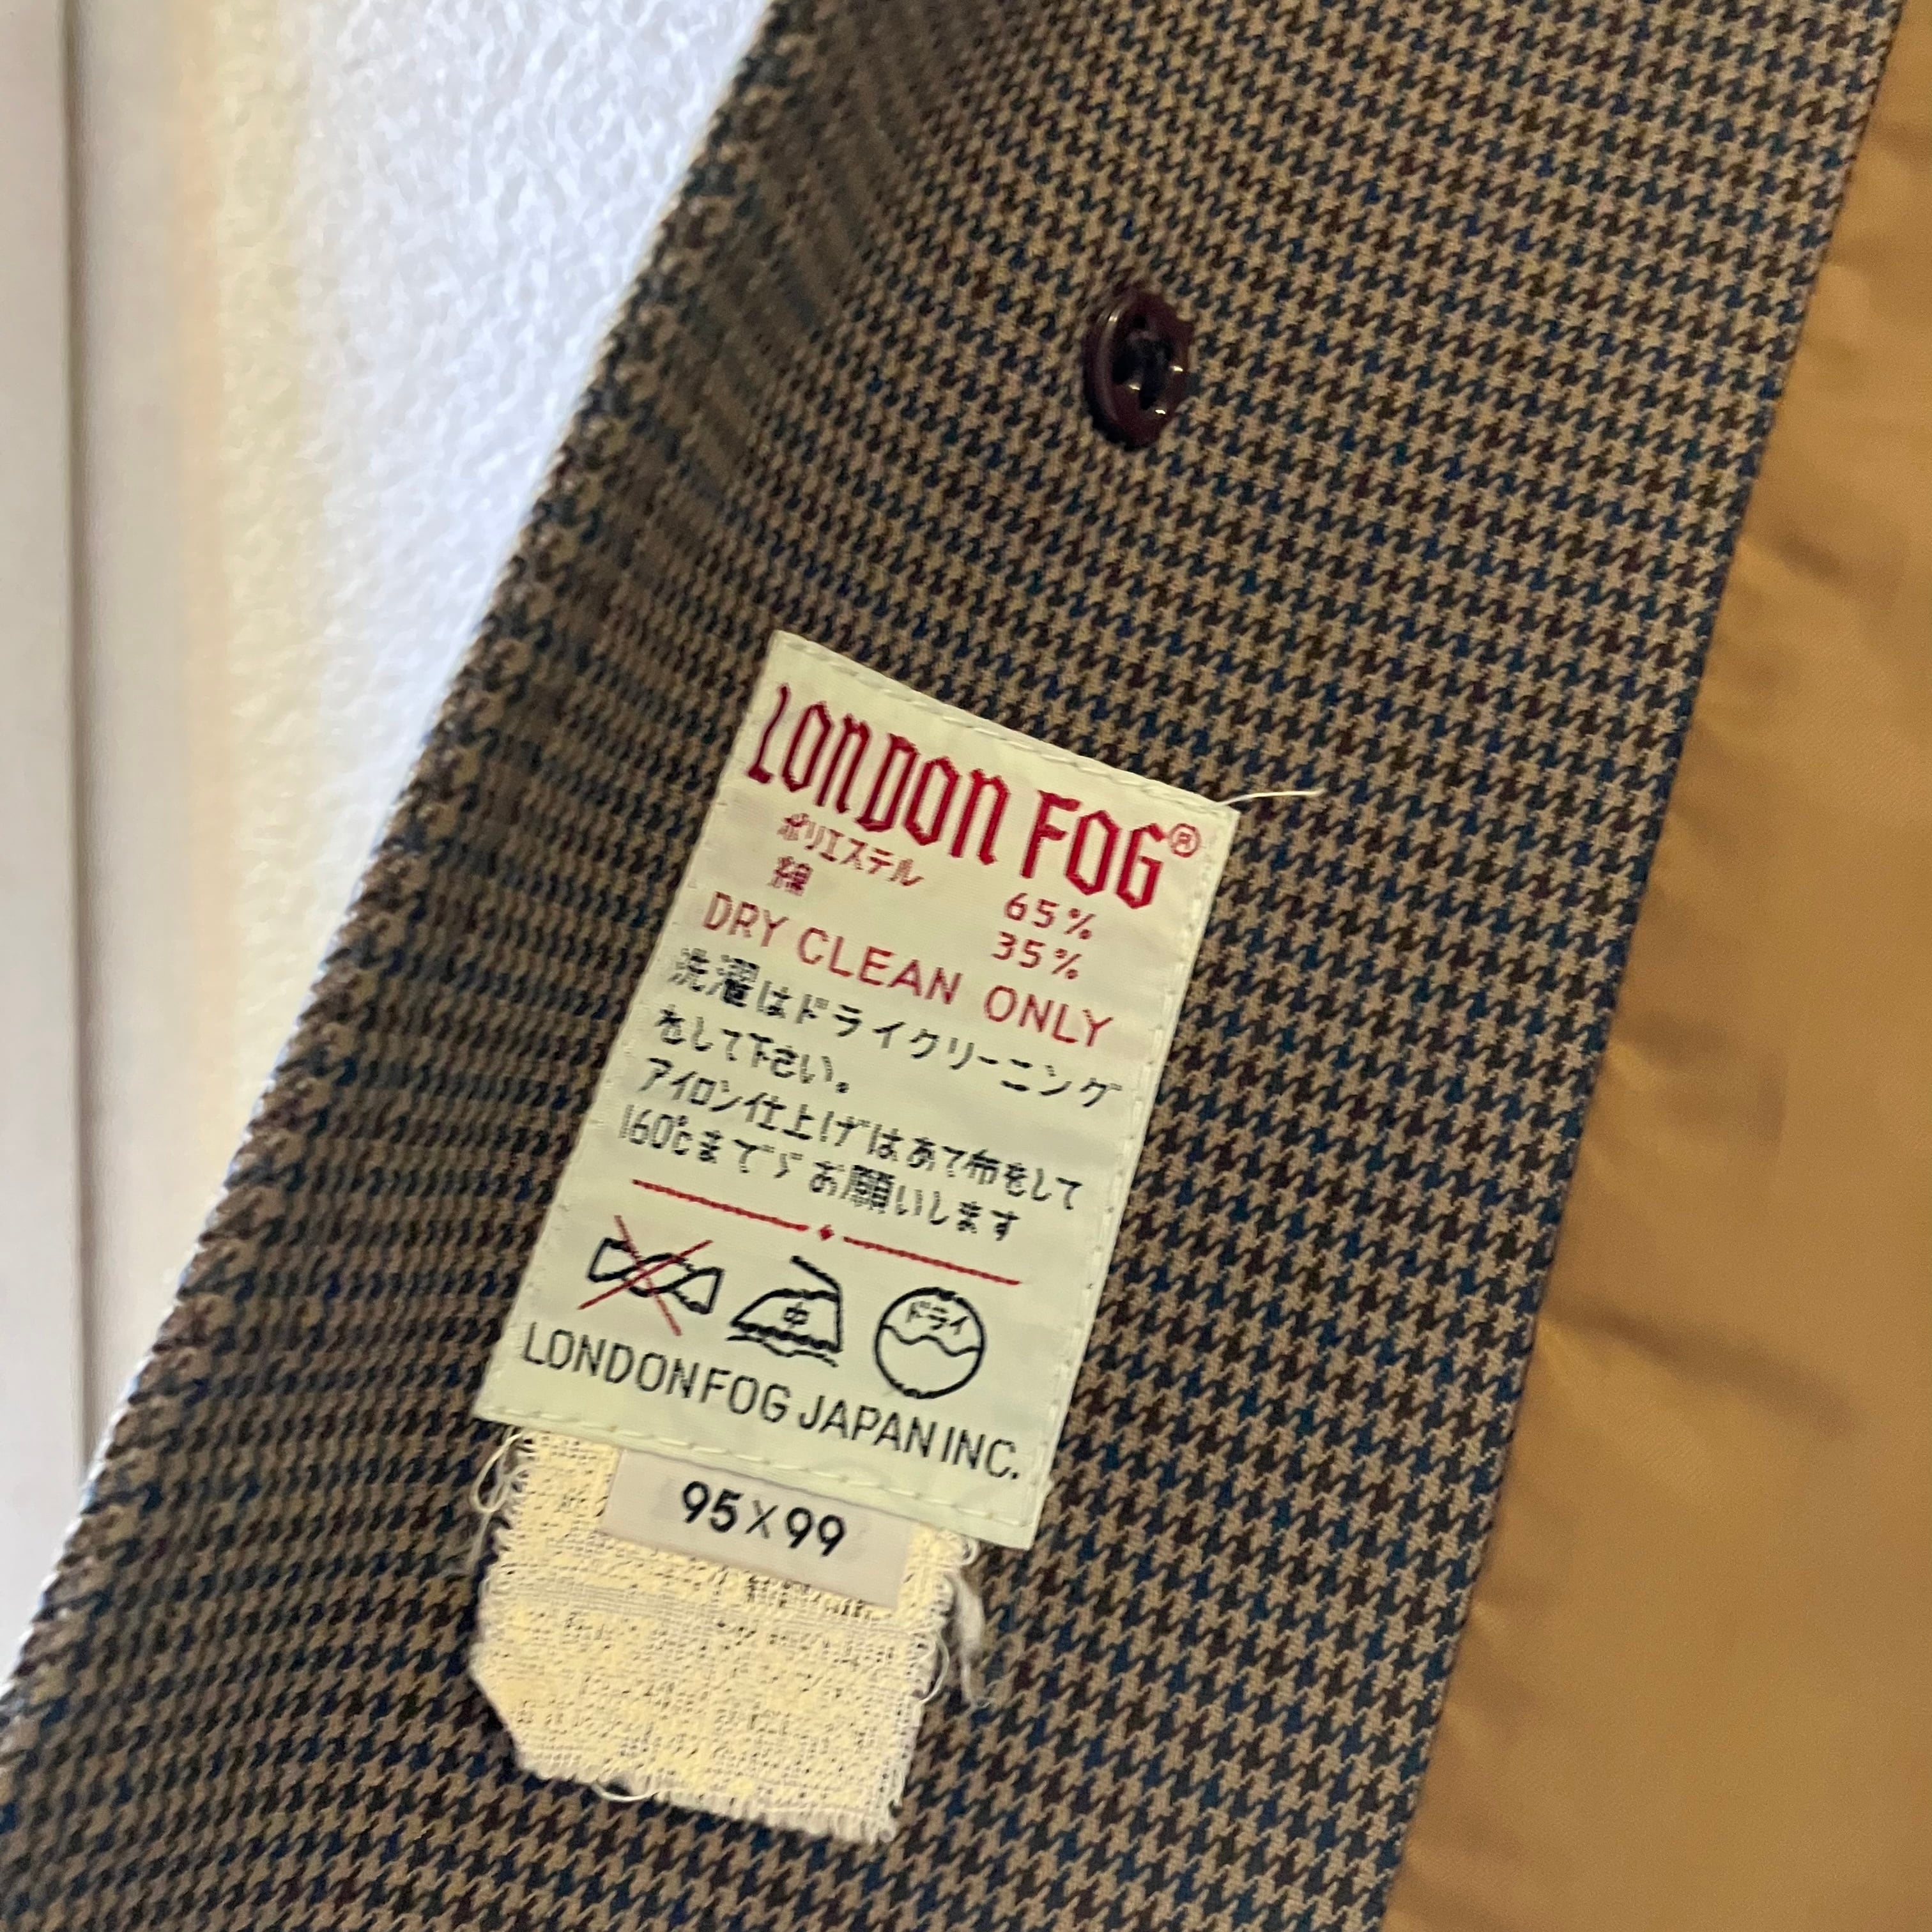 LONDON FOG®
ポリエステル 65%
綿 35%
DRY CLEAN ONLY
洗濯はドライクリーニング
をして下さい。
アイロン仕上げはあて布をして
160℃までゞお願いします
中
ドライ
LONDON FOG JAPAN INC.
95×99